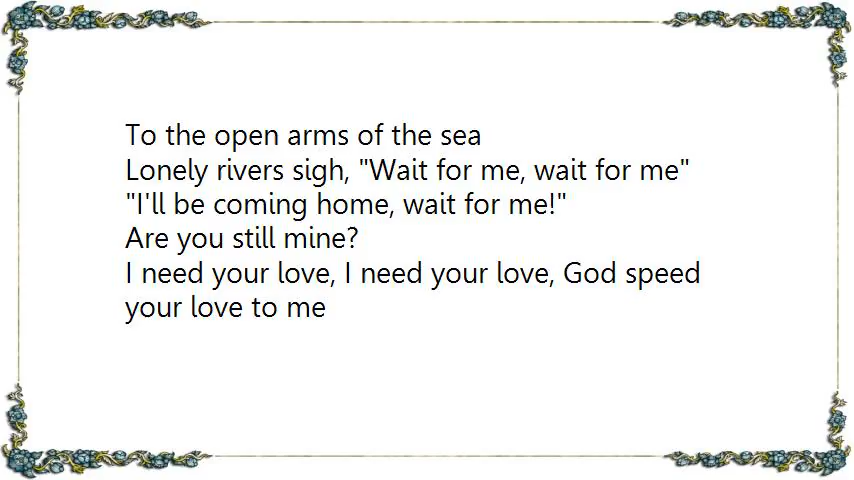 To the open arms of the sea
Lonely rivers sigh, "Wait for me, wait for me"
"I'll be coming home, wait for me!"
Are you still mine?
I need your love, I need your love, God speed
your love to me